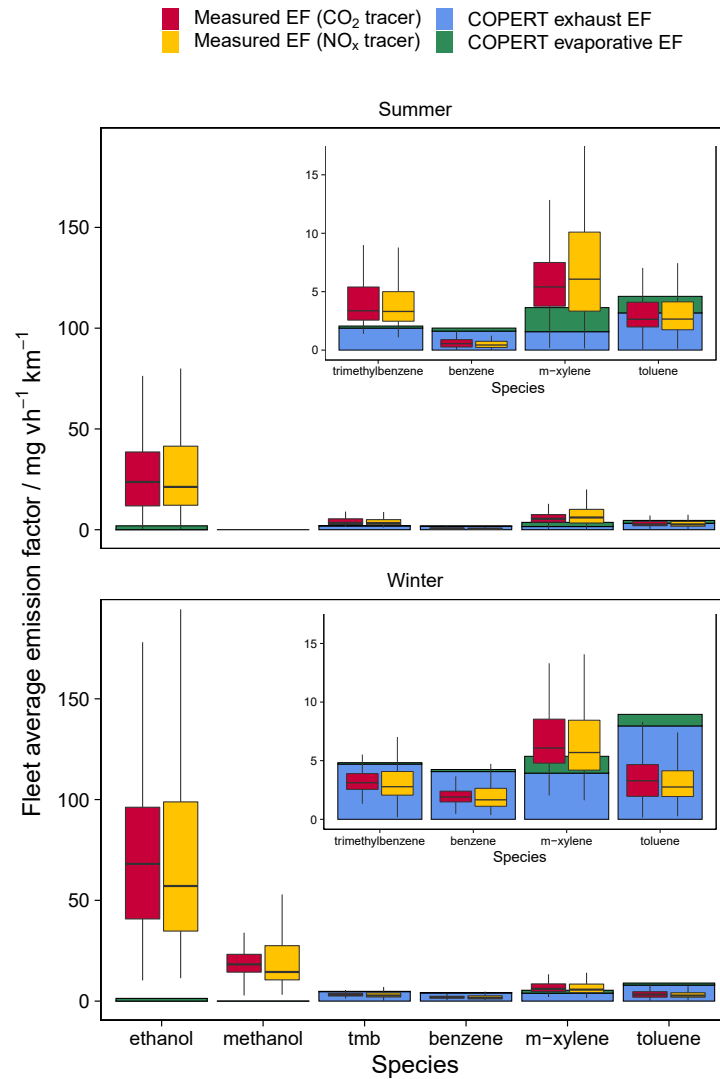 Measured EF (CO₂ tracer) COPERT exhaust EF
Measured EF (NOₓ tracer) COPERT evaporative EF
Summer
Fleet average emission factor / mg vh⁻¹ km⁻¹
150
100
50
0
15
10
5
0
trimethylbenzene benzene m−xylene toluene
Species
Winter
150
100
50
0
15
10
5
0
trimethylbenzene benzene m−xylene toluene
Species
ethanol methanol tmb benzene m−xylene toluene
Species